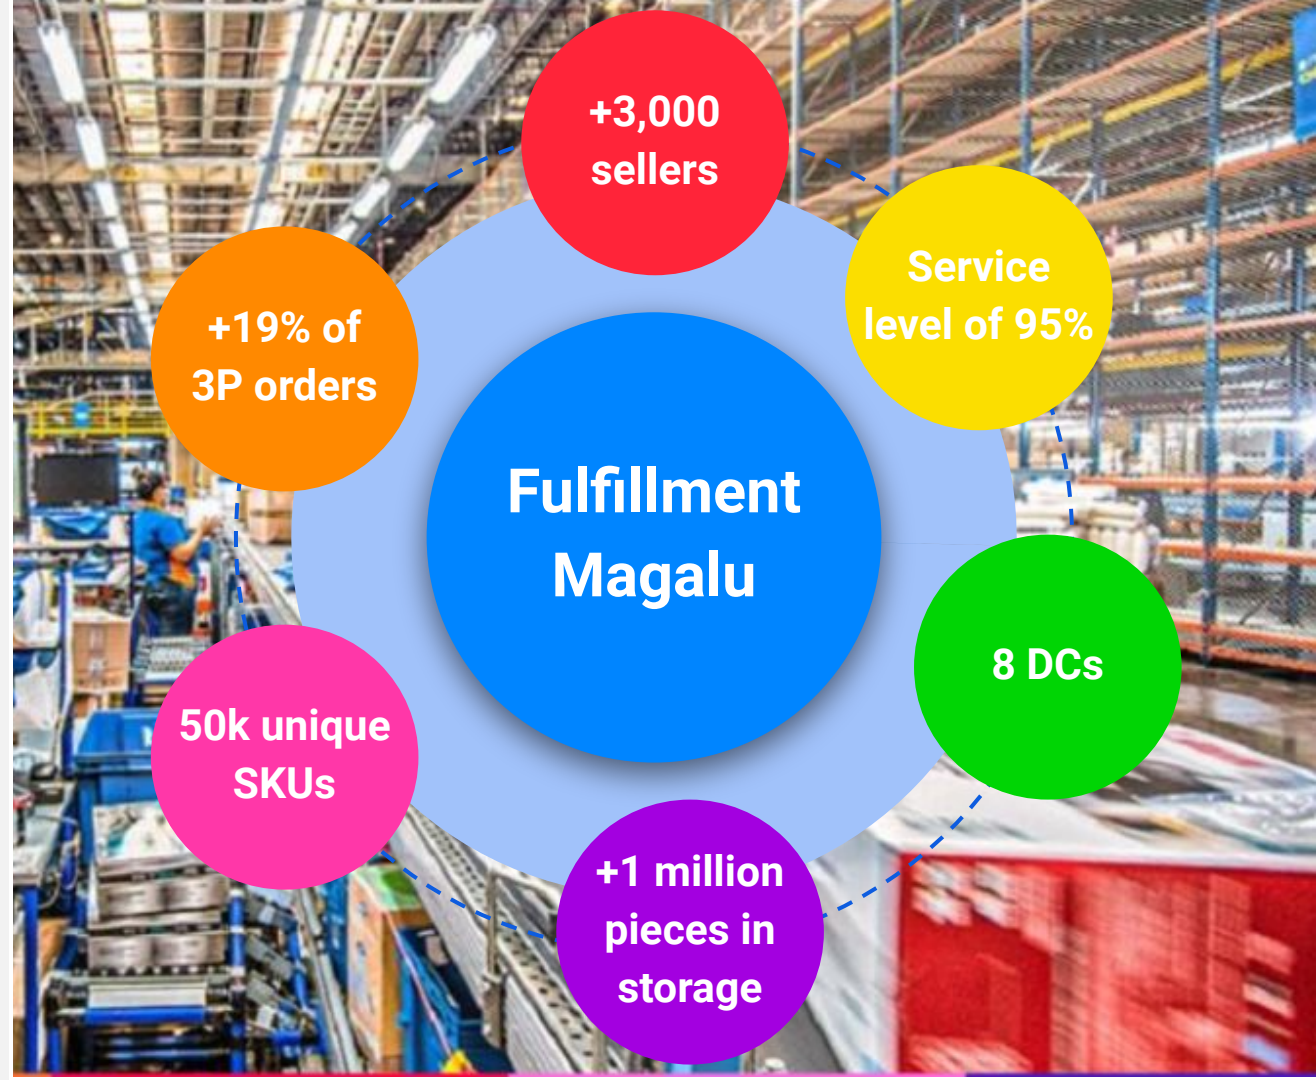 +3,000
sellers
Service
level of 95%
+19% of
3P orders
Fulfillment
Magalu
8 DCs
50k unique
SKUs
+1 million
pieces in
storage